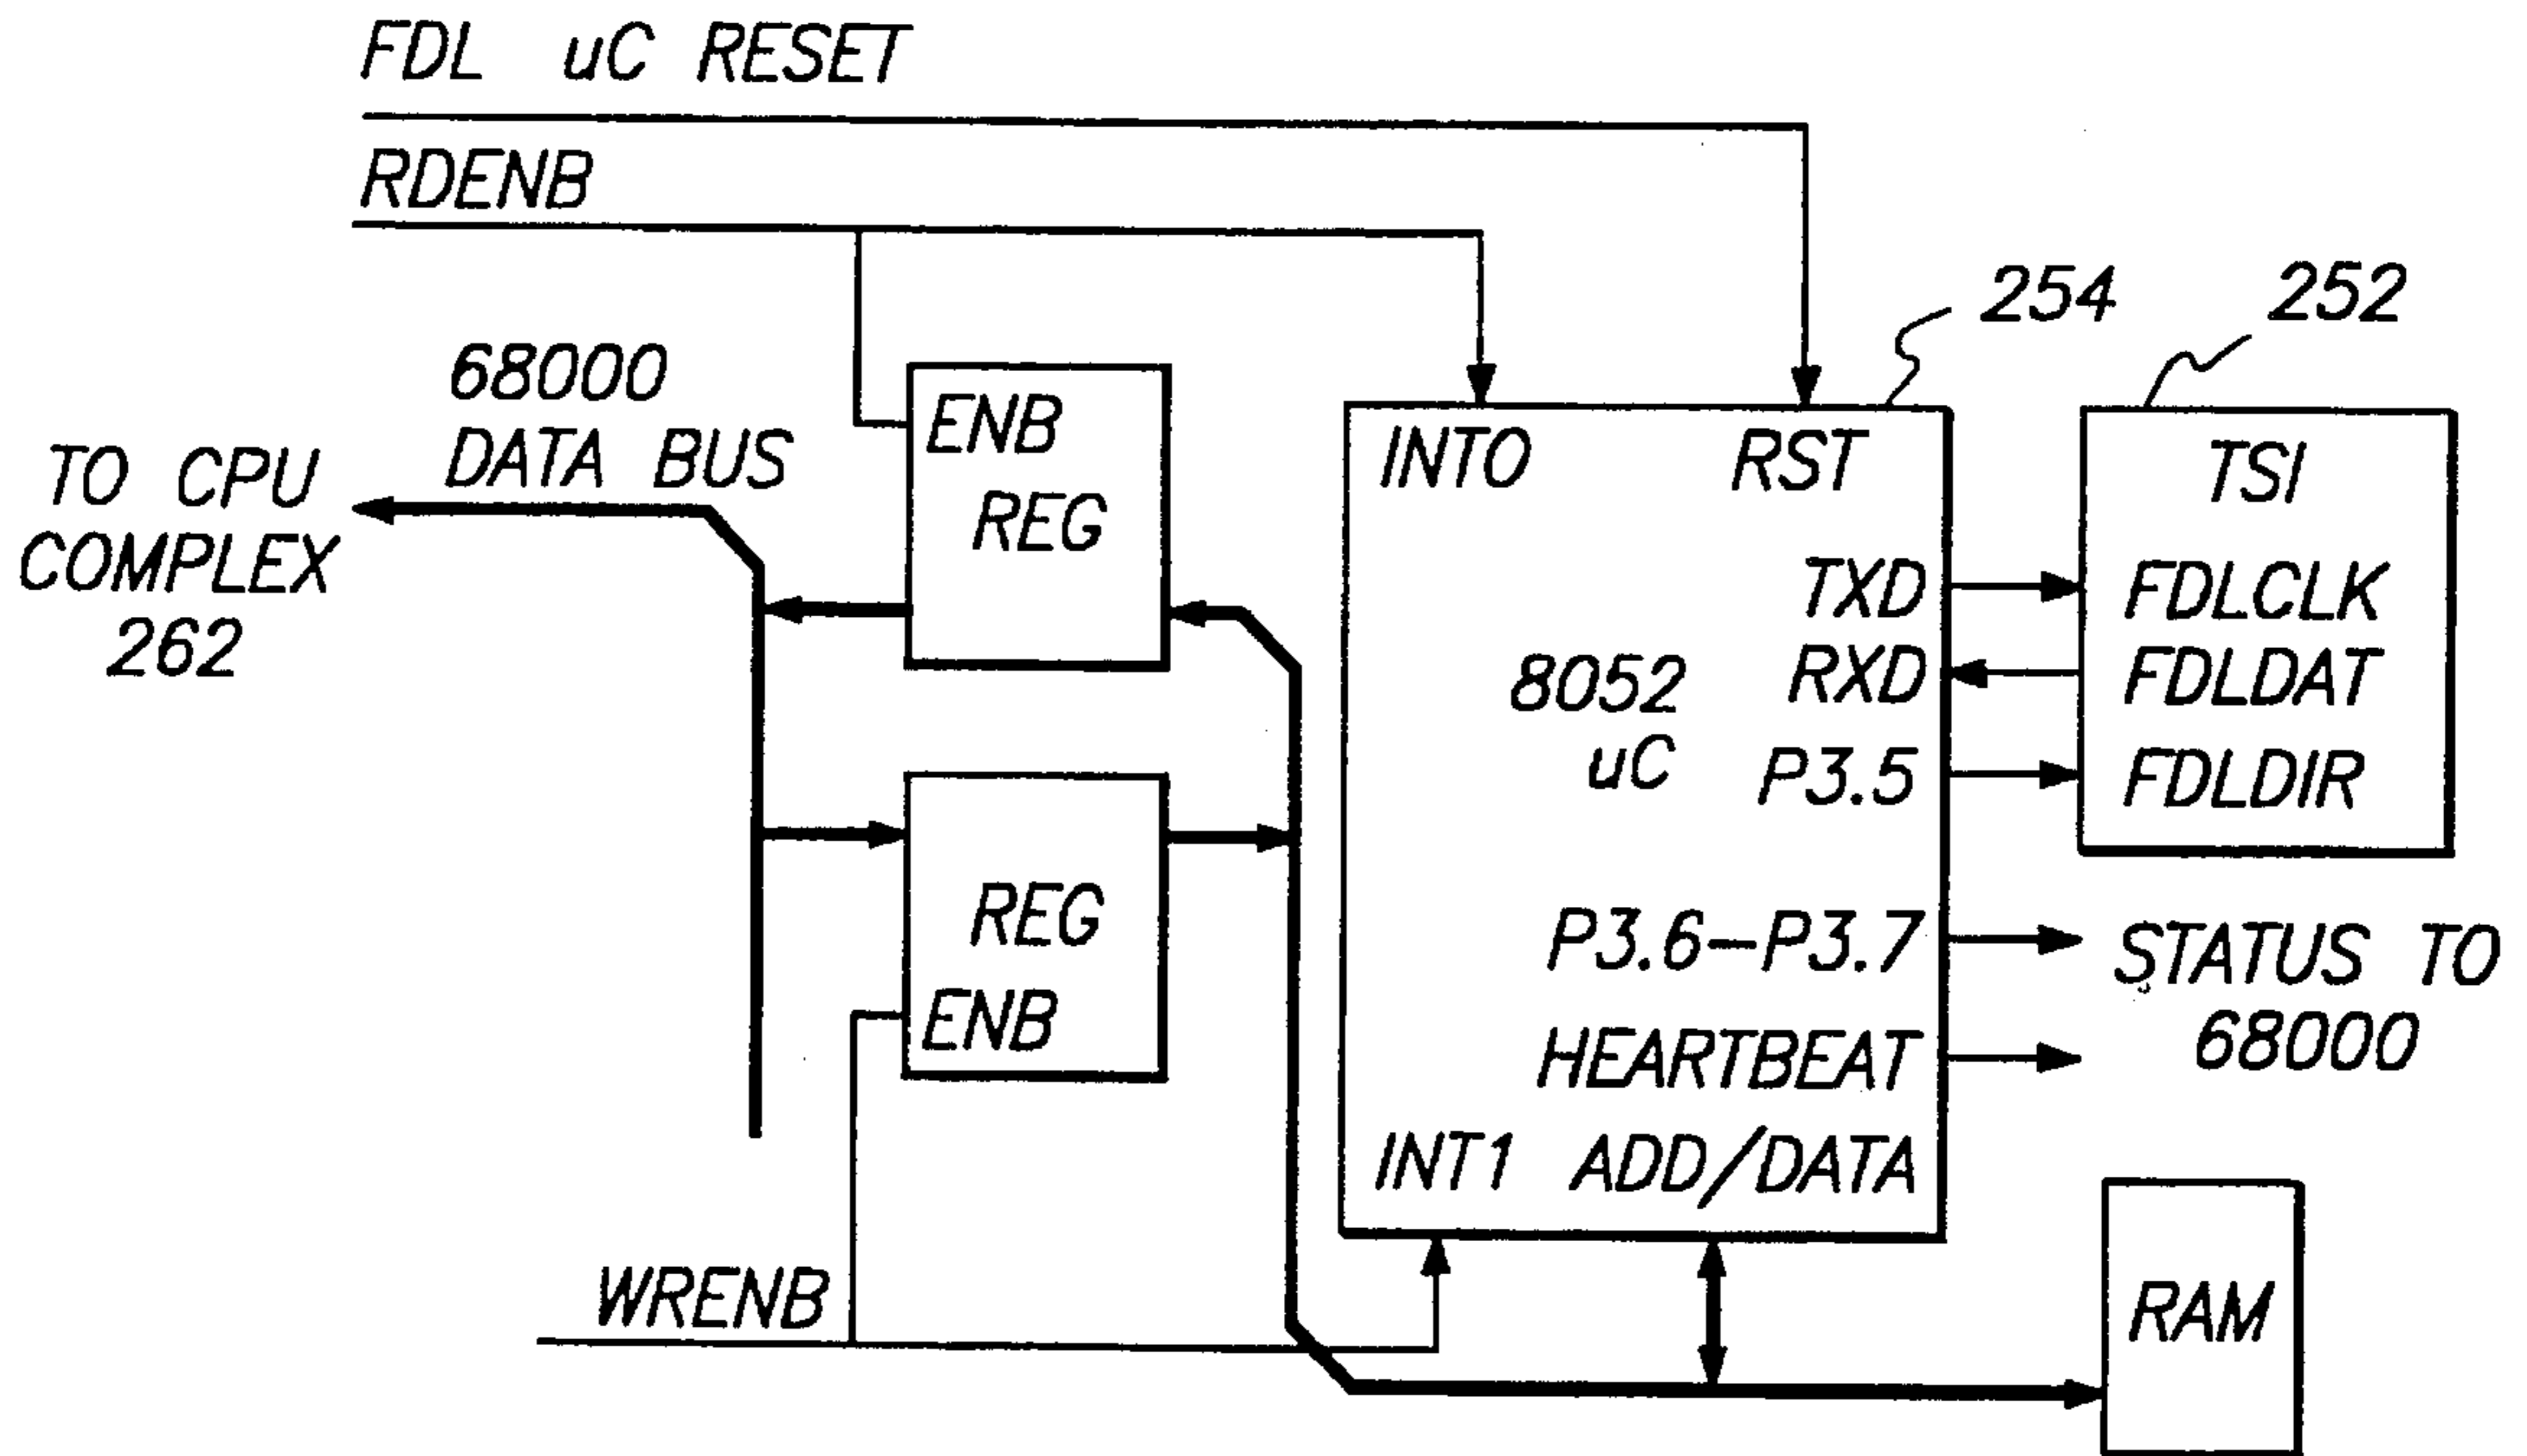 FDL uC RESET
RDENB
254
252
68000
DATA BUS
TO CPU
COMPLEX
262
ENB
REG
INTO
RST
TSI
TXD
FDLCLK
RXD
FDLDAT
8052
uC
P3.5
FDLDIR
REG
ENB
P3.6-P3.7
STATUS TO
68000
HEARTBEAT
INT1 ADD/DATA
WRENB
RAM